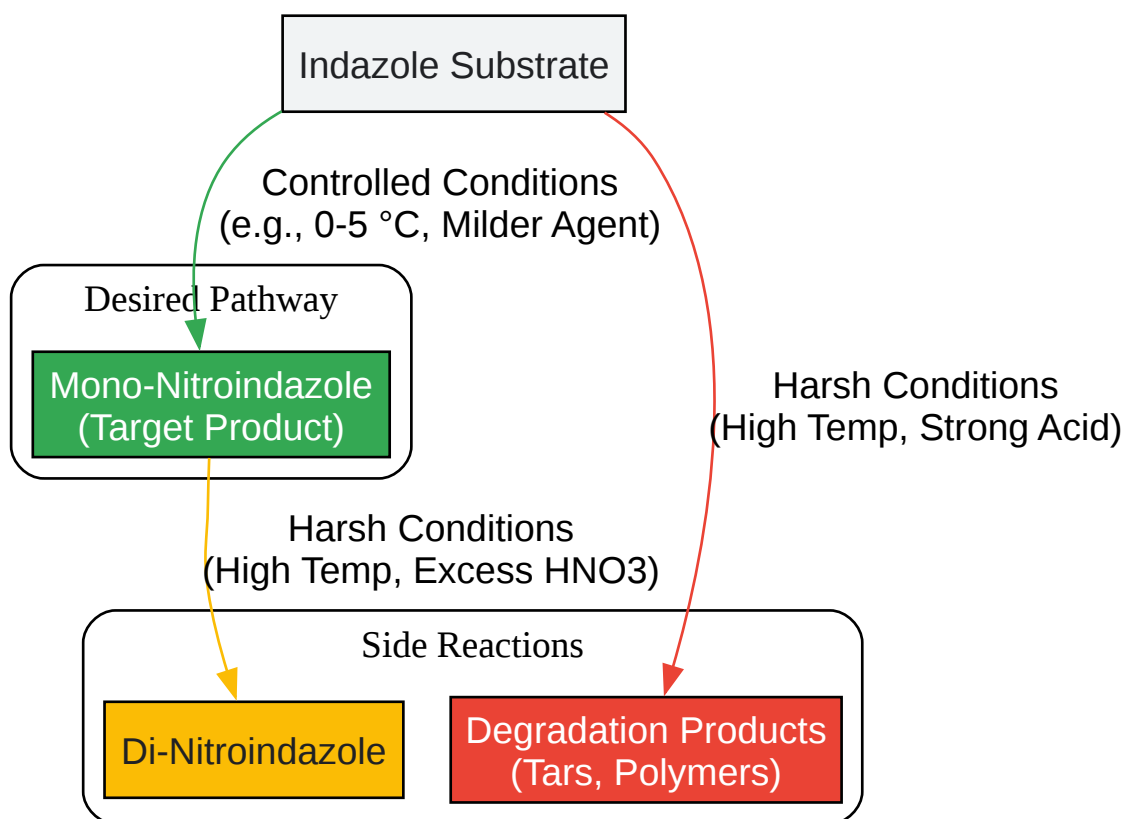 Indazole Substrate
Controlled Conditions
(e.g., 0-5 °C, Milder Agent)
Desired Pathway
Mono-Nitroindazole
(Target Product)
Harsh Conditions
(High Temp, Strong Acid)
Harsh Conditions
(High Temp, Excess HNO3)
Side Reactions
Di-Nitroindazole
Degradation Products
(Tars, Polymers)